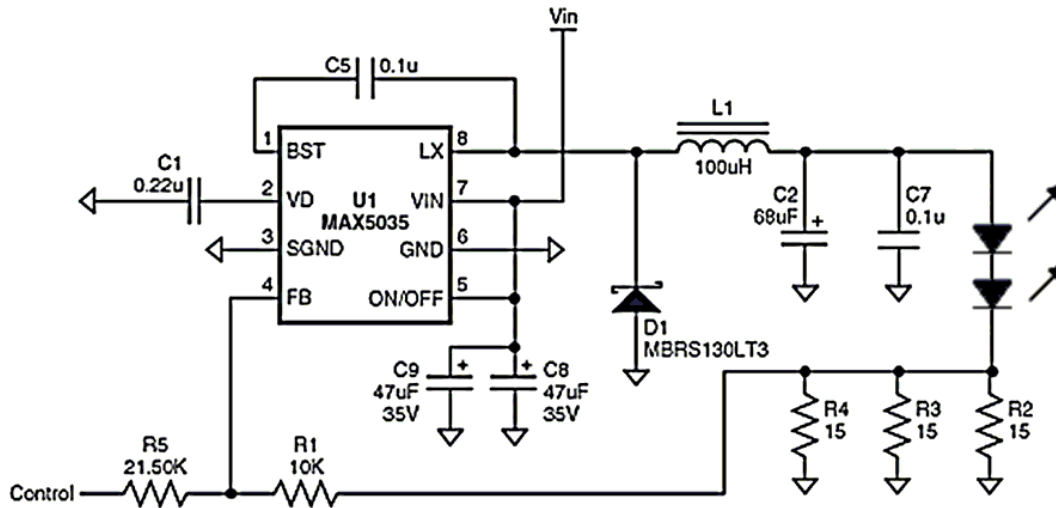 Vin
C5
0.1u
L1
100uH
1
BST
LX
8
C1
0.22u
2
VD
U1
MAX5035
VIN
7
3
SGND
GND
6
4
FB
ON/OFF
5
C2
68uF
+
C7
0.1u
D1
MBRS130LT3
C9
47uF
35V
+
+
C8
47uF
35V
R4
15
R3
15
R2
15
R5
21.50K
R1
10K
Control